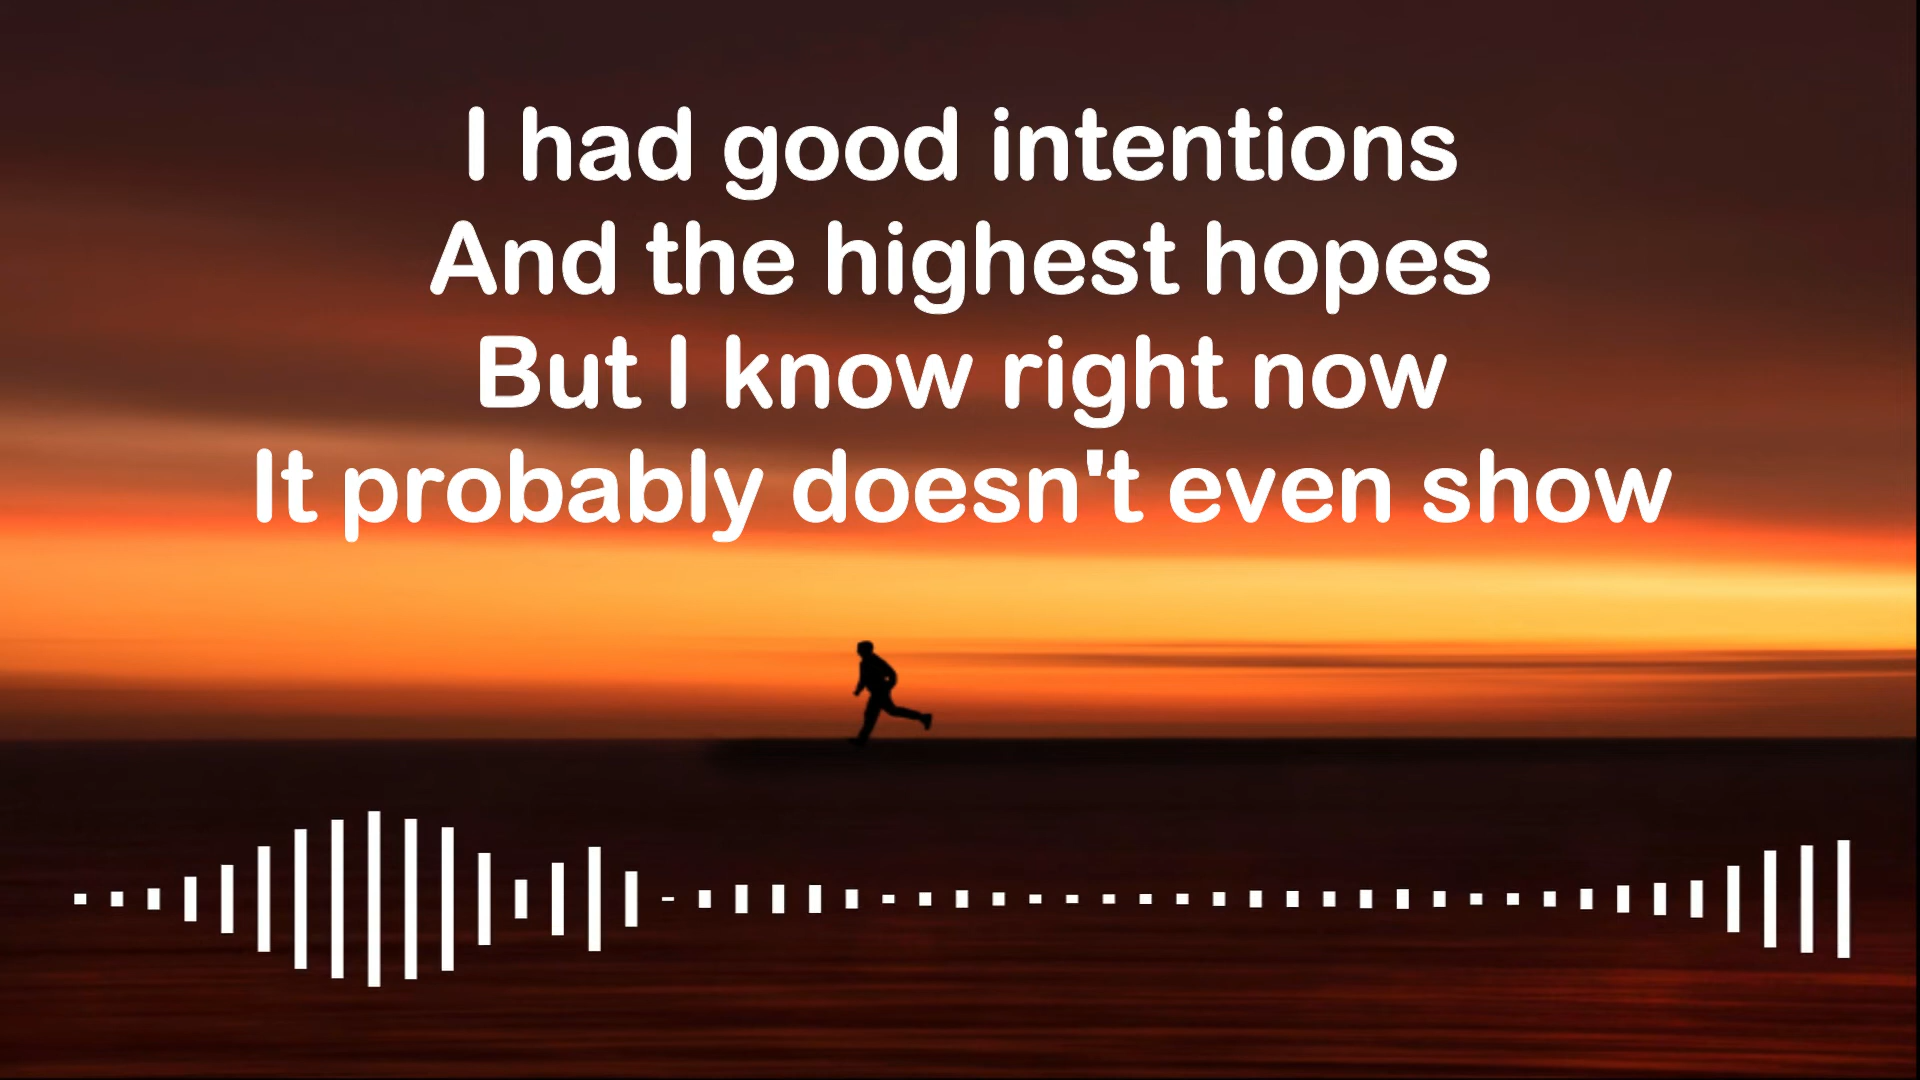 I had good intentions
And the highest hopes
But I know right now
It probably doesn't even show